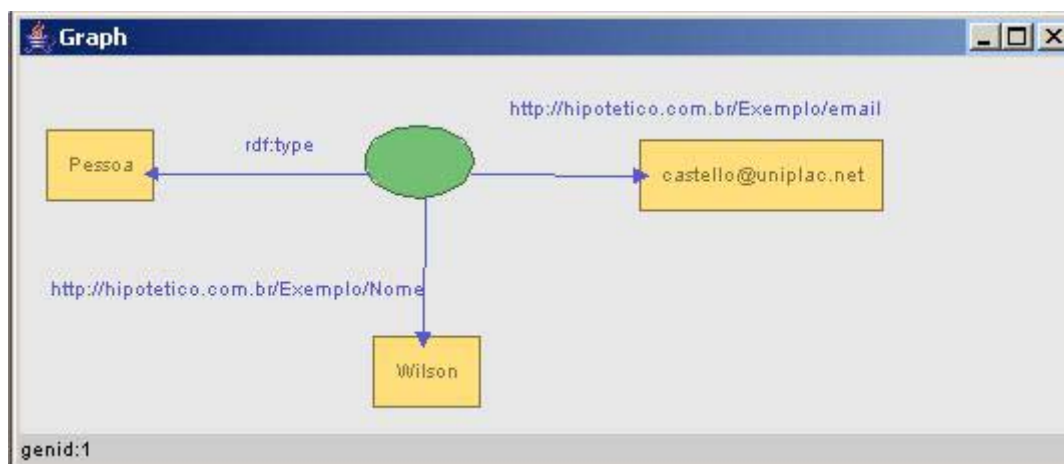 Graph
http://hipotetico.com.br/Exemplo/email
rdf:type
Pessoa
castello@uniplac.net
http://hipotetico.com.br/Exemplo/Nome
Wilson
genid:1